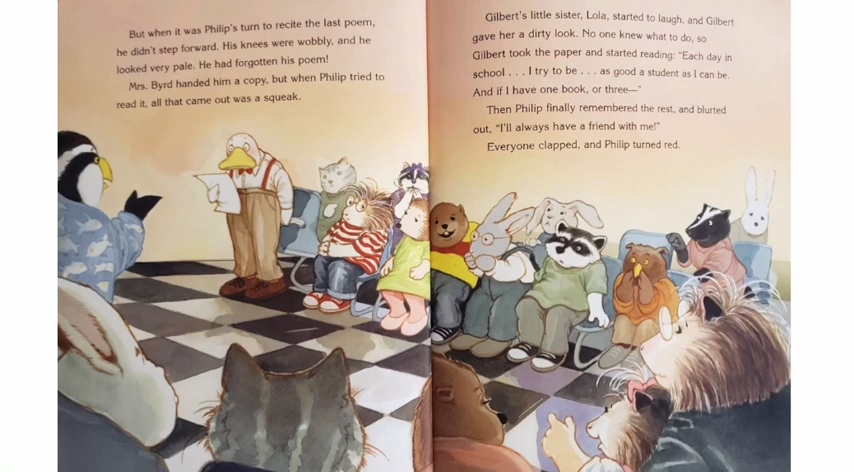 But when it was Philip's turn to recite the last poem,
he didn't step forward. His knees were wobbly, and he
looked very pale. He had forgotten his poem!
Mrs. Byrd handed him a copy, but when Philip tried to
read it, all that came out was a squeak.
Gilbert's little sister, Lola, started to laugh, and Gilbert
gave her a dirty look. No one knew what to do, so
Gilbert took the paper and started reading: "Each day in
school . . . I try to be . . . as good a student as I can be.
And if I have one book, or three—"
Then Philip finally remembered the rest, and blurted
out, "I'll always have a friend with me!"
Everyone clapped, and Philip turned red.